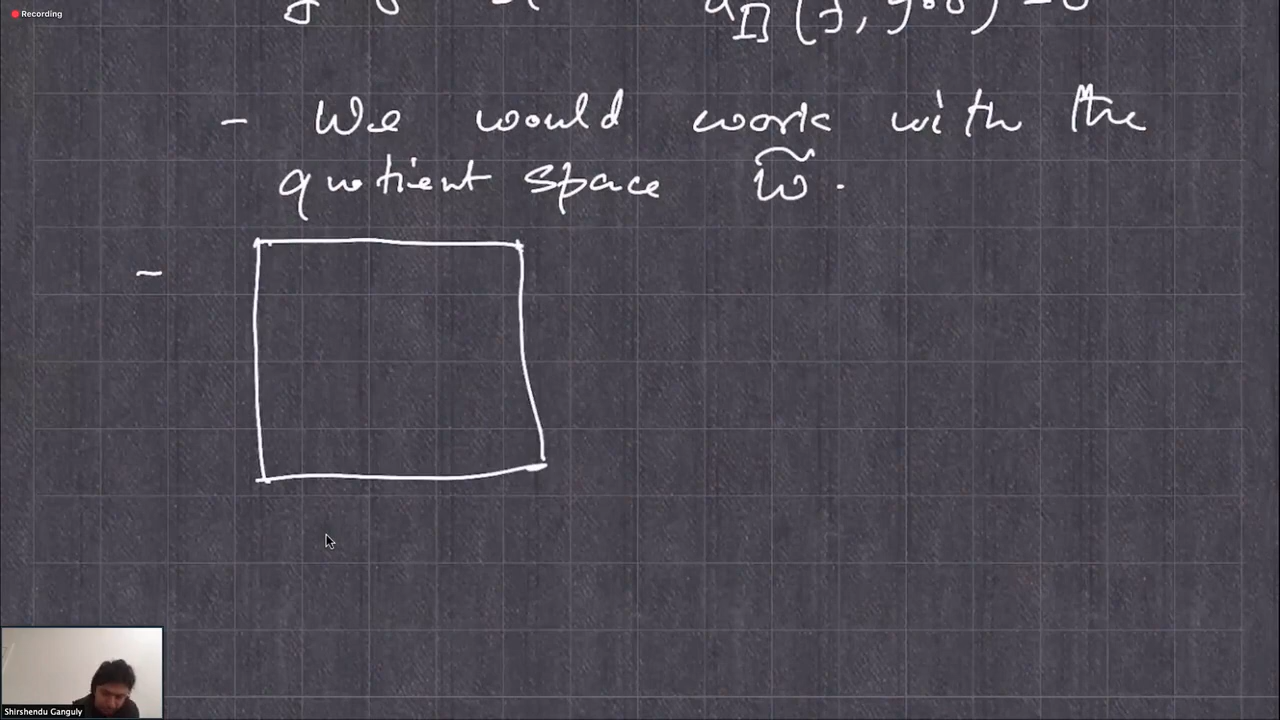 Recording
- We would work with the
quotient space w̃.
-
Shirshendu Ganguly